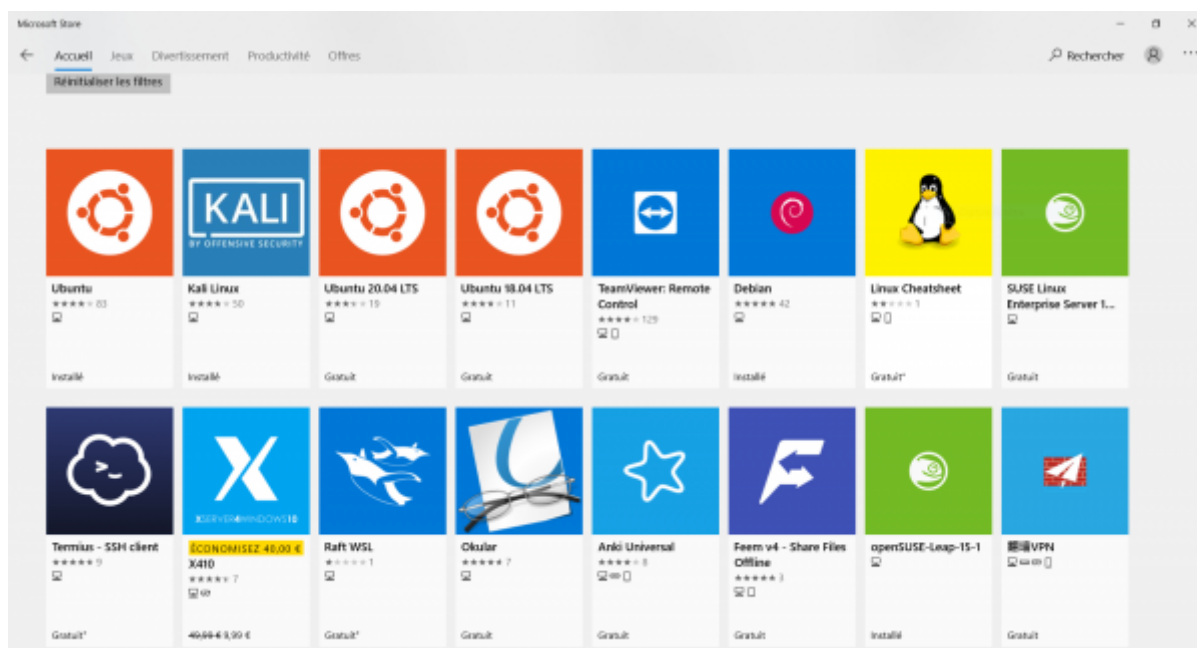 Microsoft Store
Accueil Jeux Divertissement Productivité Offres Rechercher
Réinitialiser les filtres
KALI
BY OFFENSIVE SECURITY
Ubuntu
83
Installé
Kali Linux
50
Installé
Ubuntu 20.04 LTS
19
Gratuit
Ubuntu 18.04 LTS
11
Gratuit
TeamViewer: Remote
Control
129
Gratuit
Debian
42
Installé
Linux Cheatsheet
1
Gratuit*
SUSE Linux
Enterprise Server 1...
Gratuit
Termius - SSH client
9
Gratuit*
X
XSERVER4WINDOWS10
ÉCONOMISEZ 40,00 €
X410
7
49,99 € 9,99 €
Raft WSL
1
Gratuit*
Okular
7
Gratuit
Anki Universal
8
Gratuit
Feem v4 - Share Files
Offline
3
Gratuit
openSUSE-Leap-15-1
Installé
VPN
Gratuit